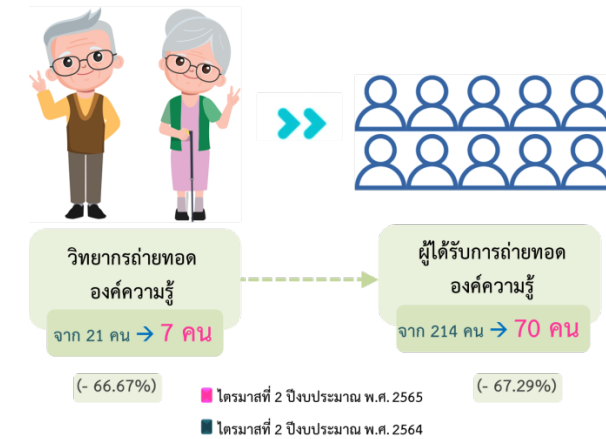 วิทยากรถ่ายทอด
องค์ความรู้
จาก 21 คน → 7 คน
(- 66.67%)
ผู้ได้รับการถ่ายทอด
องค์ความรู้
จาก 214 คน → 70 คน
(- 67.29%)
ไตรมาสที่ 2 ปีงบประมาณ พ.ศ. 2565
ไตรมาสที่ 2 ปีงบประมาณ พ.ศ. 2564